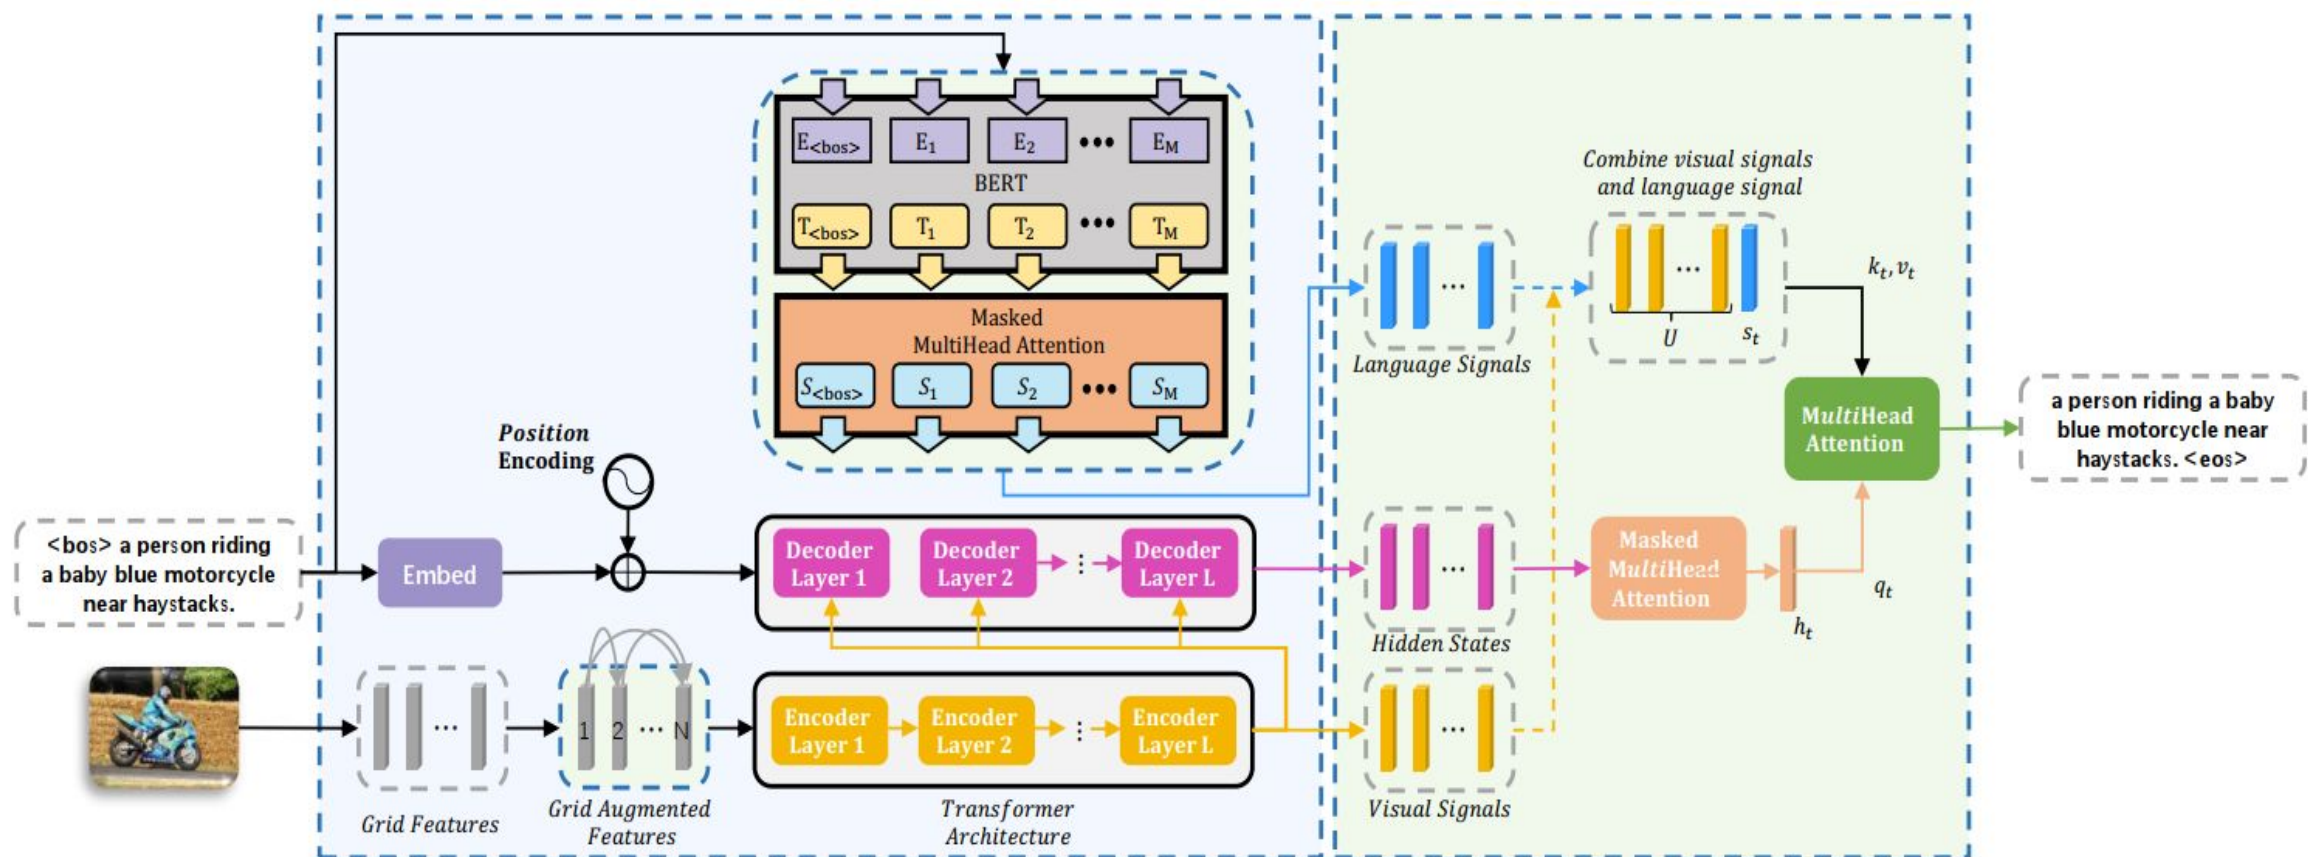 E<bos> E1 E2 ••• EM
BERT
T<bos> T1 T2 ••• TM
Masked
MultiHead Attention
S<bos> S1 S2 ••• SM
Position
Encoding
<bos> a person riding
a baby blue motorcycle
near haystacks.
Embed
Decoder
Layer 1
Decoder
Layer 2
⋮
Decoder
Layer L
1 2 ··· N
Encoder
Layer 1
Encoder
Layer 2
⋮
Encoder
Layer L
Grid Features
Grid Augmented
Features
Transformer
Architecture
Combine visual signals
and language signal
···
U
st
kt, vt
···
Language Signals
MultiHead
Attention
a person riding a baby
blue motorcycle near
haystacks. <eos>
···
Hidden States
Masked
MultiHead
Attention
ht
qt
···
Visual Signals